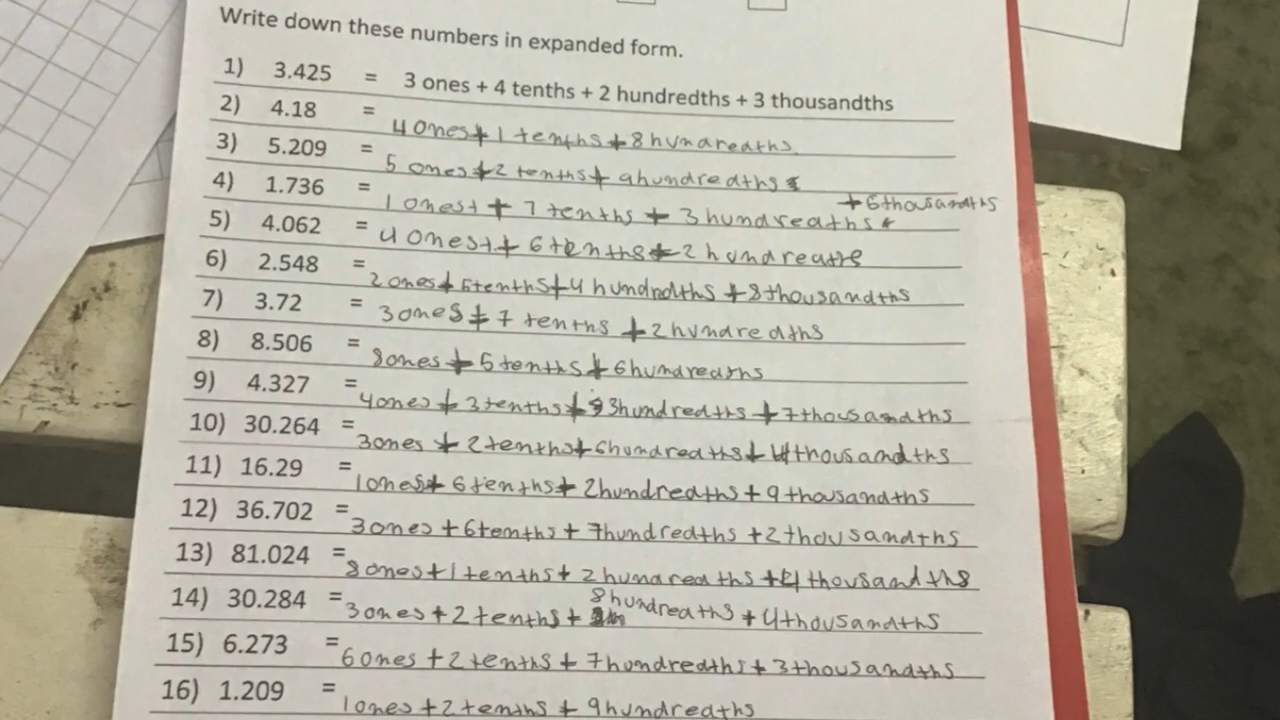 Write down these numbers in expanded form.
1) 3.425 = 3 ones + 4 tenths + 2 hundredths + 3 thousandths
2) 4.18 = 4 ones + 1 tenths + 8 hundreaths
3) 5.209 = 5 ones + 2 tenths + 9 hundredths
+ 6 thousandths
4) 1.736 = 1 ones + 7 tenths + 3 hundreaths
5) 4.062 = 4 ones + 6 tenths + 2 hundreaths
6) 2.548 = 2 ones + 5 tenths + 4 hundredths + 8 thousandths
7) 3.72 = 3 ones + 7 tenths + 2 hundredths
8) 8.506 = 8 ones + 5 tenths + 6 hundreaths
9) 4.327 = 4 ones + 3 tenths + 3 hundredths + 7 thousandths
10) 30.264 = 3 ones + 2 tenths + 6 hundreaths + 4 thousandths
11) 16.29 = 1 ones + 6 tenths + 2 hundreaths + 9 thousandths
12) 36.702 = 3 ones + 6 tenths + 7 hundredths + 2 thousandths
13) 81.024 = 8 ones + 1 tenths + 2 hundreaths + 4 thousandths
14) 30.284 = 3 ones + 2 tenths + 8 hundreaths + 4 thousandths
15) 6.273 = 6 ones + 2 tenths + 7 hundredths + 3 thousandths
16) 1.209 = 1 ones + 2 tenths + 9 hundreaths